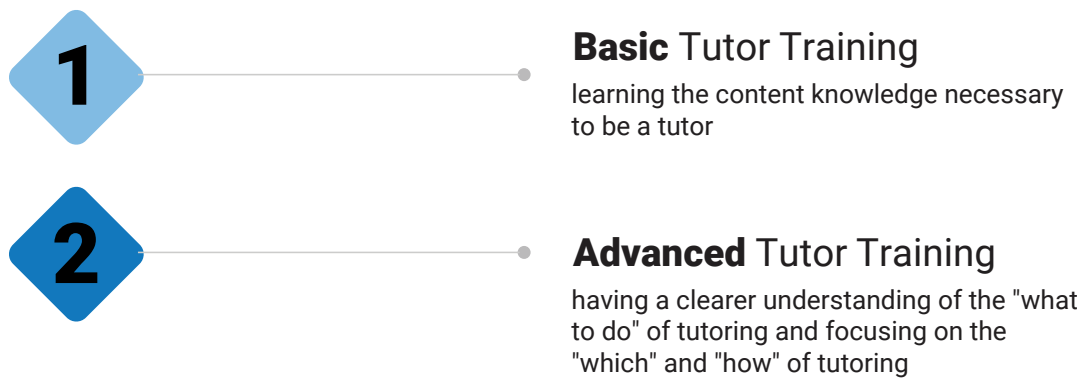 1
Basic Tutor Training
learning the content knowledge necessary
to be a tutor
2
Advanced Tutor Training
having a clearer understanding of the "what
to do" of tutoring and focusing on the
"which" and "how" of tutoring